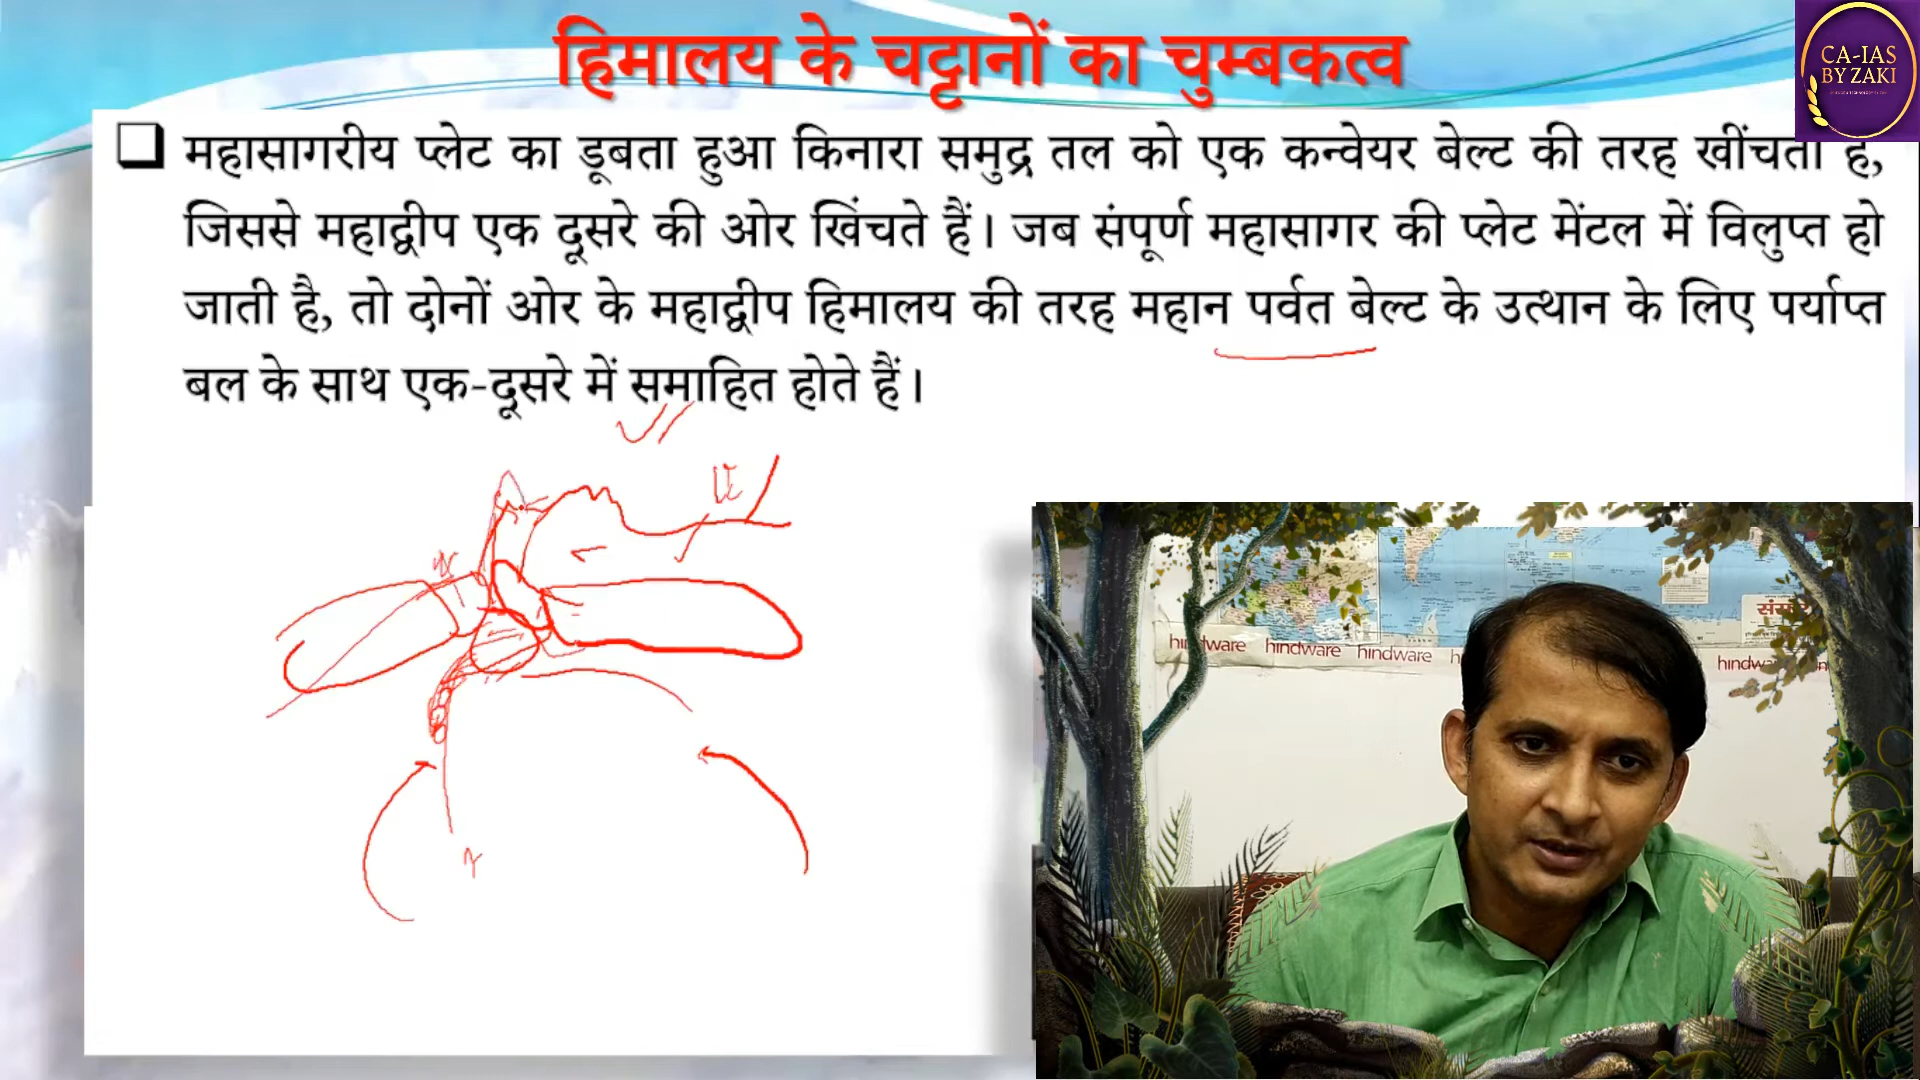 हिमालय के चट्टानों का चुम्बकत्व
CA-IAS
BY ZAKI
महासागरीय प्लेट का डूबता हुआ किनारा समुद्र तल को एक कन्वेयर बेल्ट की तरह खींचता है,
जिससे महाद्वीप एक दूसरे की ओर खिंचते हैं। जब संपूर्ण महासागर की प्लेट मेंटल में विलुप्त हो
जाती है, तो दोनों ओर के महाद्वीप हिमालय की तरह महान पर्वत बेल्ट के उत्थान के लिए पर्याप्त
बल के साथ एक-दूसरे में समाहित होते हैं।
hindware hindware hindware